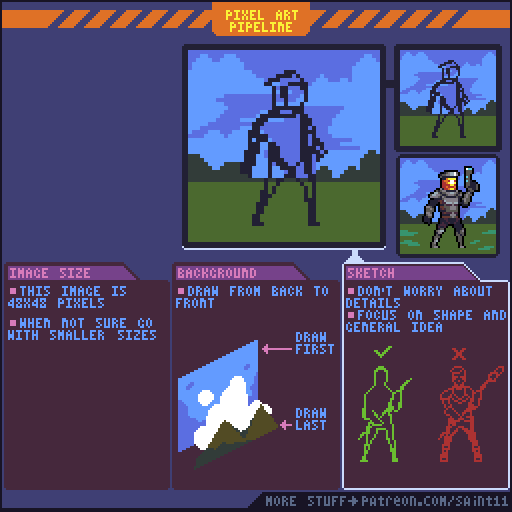 PIXEL ART
PIPELINE
IMAGE SIZE
THIS IMAGE IS
48X48 PIXELS
WHEN NOT SURE GO
WITH SMALLER SIZES
BACKGROUND
DRAW FROM BACK TO
FRONT
DRAW
FIRST
DRAW
LAST
SKETCH
DON'T WORRY ABOUT
DETAILS
FOCUS ON SHAPE AND
GENERAL IDEA
MORE STUFF→PATREON.COM/SAINT11